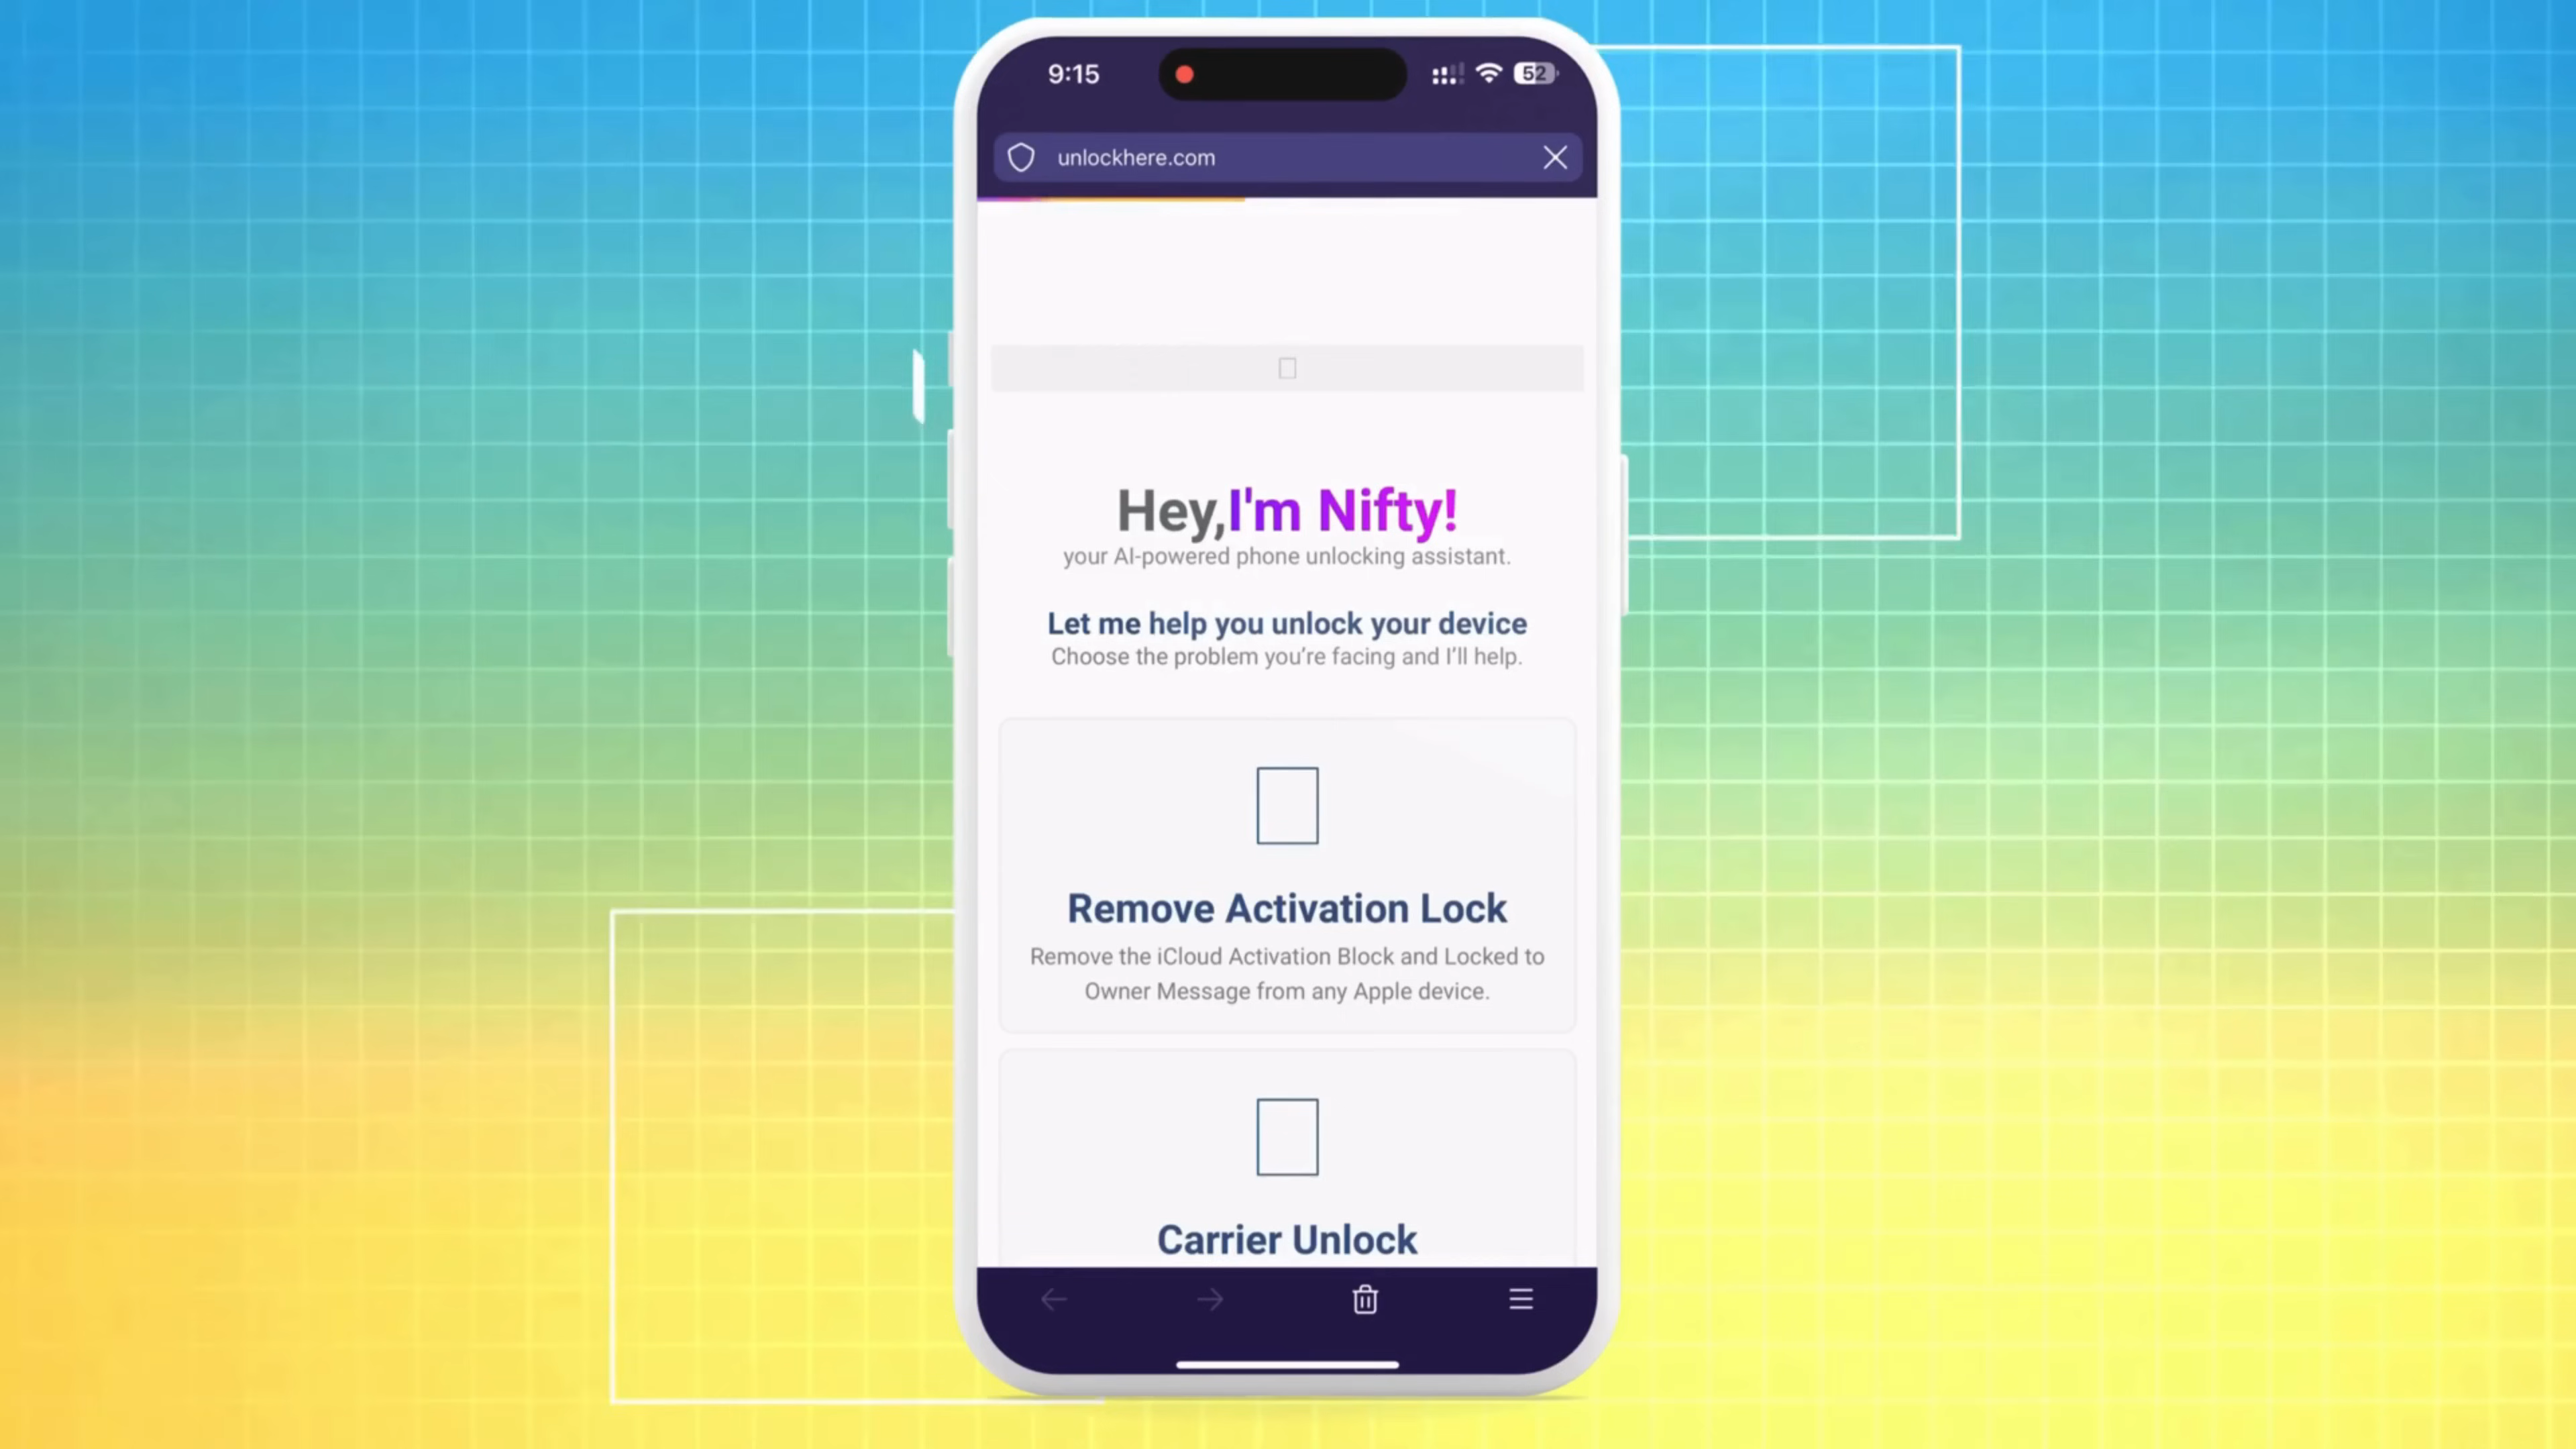 9:15
52
unlockhere.com
Hey,I'm Nifty!
your AI-powered phone unlocking assistant.
Let me help you unlock your device
Choose the problem you’re facing and I’ll help.
Remove Activation Lock
Remove the iCloud Activation Block and Locked to
Owner Message from any Apple device.
Carrier Unlock